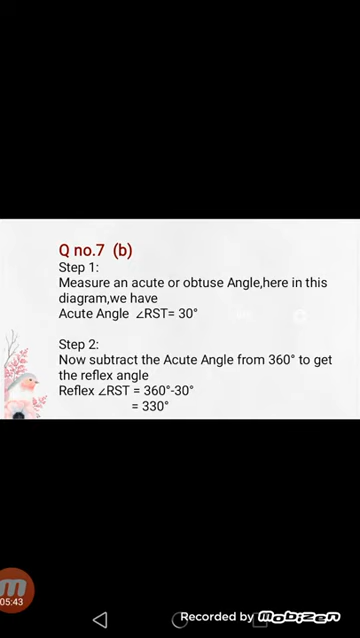 Q no.7 (b)
Step 1:
Measure an acute or obtuse Angle,here in this
diagram,we have
Acute Angle ∠RST= 30°
Step 2:
Now subtract the Acute Angle from 360° to get
the reflex angle
Reflex ∠RST = 360°-30°
= 330°
05:43
Recorded by Mobizen